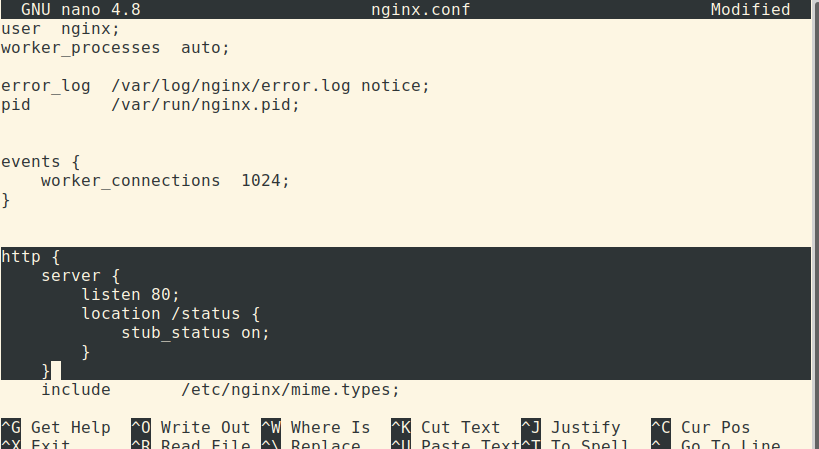 GNU nano 4.8 nginx.conf Modified
user  nginx;
worker_processes  auto;
error_log  /var/log/nginx/error.log notice;
pid        /var/run/nginx.pid;
events {
    worker_connections  1024;
}
http {
    server {
        listen 80;
        location /status {
            stub_status on;
        }
    }
    include       /etc/nginx/mime.types;
^G Get Help  ^O Write Out ^W Where Is  ^K Cut Text  ^J Justify   ^C Cur Pos
^X Exit      ^R Read File ^\ Replace   ^U Paste Text^T To Spell  ^_ Go To Line